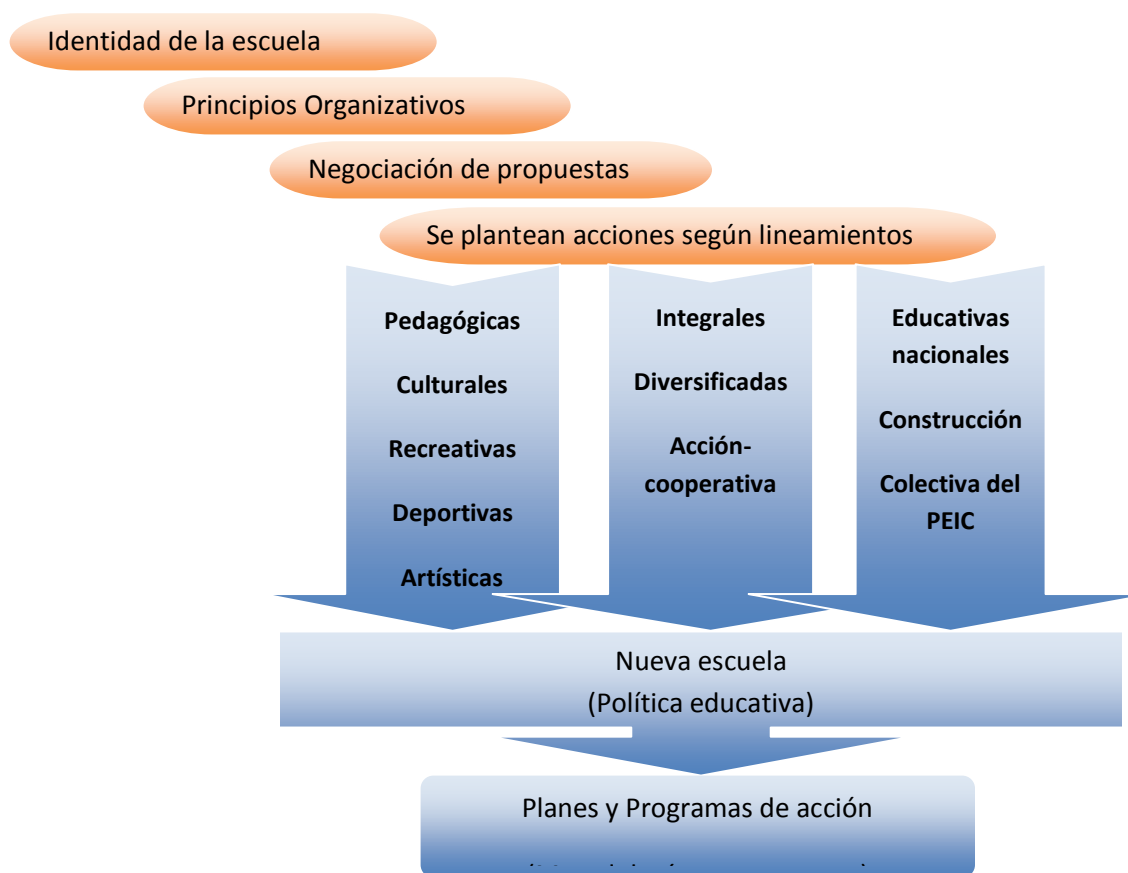 Identidad de la escuela
Principios Organizativos
Negociación de propuestas
Se plantean acciones según lineamientos
Pedagógicas
Culturales
Recreativas
Deportivas
Artísticas
Integrales
Diversificadas
Acción-
cooperativa
Educativas
nacionales
Construcción
Colectiva del
PEIC
Nueva escuela
(Política educativa)
Planes y Programas de acción